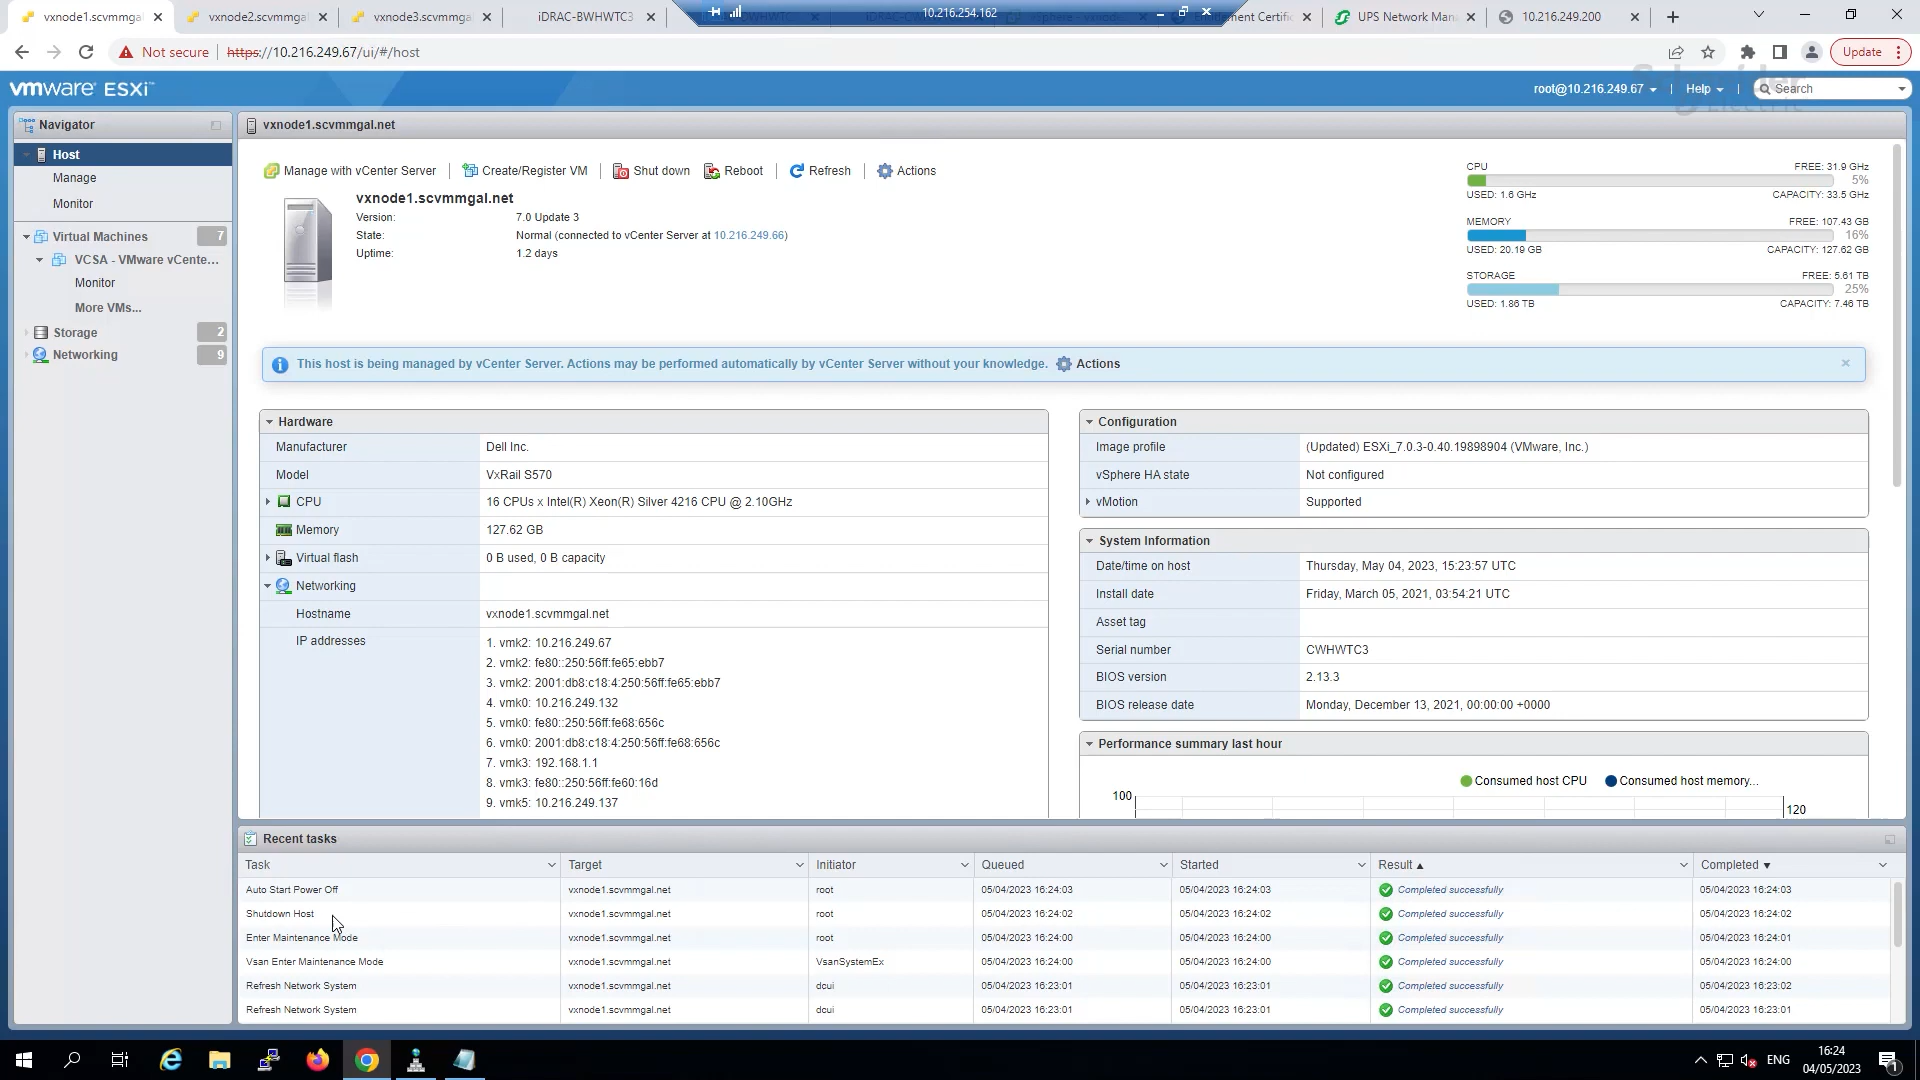 vxnode1.scvmmgal
vxnode2.scvmmgal
vxnode3.scvmmgal
iDRAC-BWHWTC3
10.216.254.162
UPS Network Man
10.216.249.200
Not secure
https://10.216.249.67/ui/#/host
Update
vmware ESXi
root@10.216.249.67
Help
Search
Navigator
Host
Manage
Monitor
Virtual Machines 7
VCSA - VMware vCente...
Monitor
More VMs...
Storage 2
Networking 9
vxnode1.scvmmgal.net
Manage with vCenter Server
Create/Register VM
Shut down
Reboot
Refresh
Actions
vxnode1.scvmmgal.net
Version: 7.0 Update 3
State: Normal (connected to vCenter Server at 10.216.249.66)
Uptime: 1.2 days
CPU FREE: 31.9 GHz
5%
USED: 1.6 GHz CAPACITY: 33.5 GHz
MEMORY FREE: 107.43 GB
16%
USED: 20.19 GB CAPACITY: 127.62 GB
STORAGE FREE: 5.61 TB
25%
USED: 1.86 TB CAPACITY: 7.46 TB
This host is being managed by vCenter Server. Actions may be performed automatically by vCenter Server without your knowledge. Actions
Hardware
Manufacturer Dell Inc.
Model VxRail S570
CPU 16 CPUs x Intel(R) Xeon(R) Silver 4216 CPU @ 2.10GHz
Memory 127.62 GB
Virtual flash 0 B used, 0 B capacity
Networking
Hostname vxnode1.scvmmgal.net
IP addresses
1. vmk2: 10.216.249.67
2. vmk2: fe80::250:56ff:fe65:ebb7
3. vmk2: 2001:db8:c18:4:250:56ff:fe65:ebb7
4. vmk0: 10.216.249.132
5. vmk0: fe80::250:56ff:fe68:656c
6. vmk0: 2001:db8:c18:4:250:56ff:fe68:656c
7. vmk3: 192.168.1.1
8. vmk3: fe80::250:56ff:fe60:16d
9. vmk5: 10.216.249.137
Configuration
Image profile (Updated) ESXi_7.0.3-0.40.19898904 (VMware, Inc.)
vSphere HA state Not configured
vMotion Supported
System Information
Date/time on host Thursday, May 04, 2023, 15:23:57 UTC
Install date Friday, March 05, 2021, 03:54:21 UTC
Asset tag
Serial number CWHWTC3
BIOS version 2.13.3
BIOS release date Monday, December 13, 2021, 00:00:00 +0000
Performance summary last hour
Consumed host CPU Consumed host memory...
100
120
Recent tasks
Task Target Initiator Queued Started Result Completed
Auto Start Power Off vxnode1.scvmmgal.net root 05/04/2023 16:24:03 05/04/2023 16:24:03 Completed successfully 05/04/2023 16:24:03
Shutdown Host vxnode1.scvmmgal.net root 05/04/2023 16:24:02 05/04/2023 16:24:02 Completed successfully 05/04/2023 16:24:02
Enter Maintenance Mode vxnode1.scvmmgal.net root 05/04/2023 16:24:00 05/04/2023 16:24:00 Completed successfully 05/04/2023 16:24:01
Vsan Enter Maintenance Mode vxnode1.scvmmgal.net VsanSystemEx 05/04/2023 16:24:00 05/04/2023 16:24:00 Completed successfully 05/04/2023 16:24:00
Refresh Network System vxnode1.scvmmgal.net dcui 05/04/2023 16:23:01 05/04/2023 16:23:01 Completed successfully 05/04/2023 16:23:02
Refresh Network System vxnode1.scvmmgal.net dcui 05/04/2023 16:23:01 05/04/2023 16:23:01 Completed successfully 05/04/2023 16:23:01
ENG
16:24
04/05/2023
1